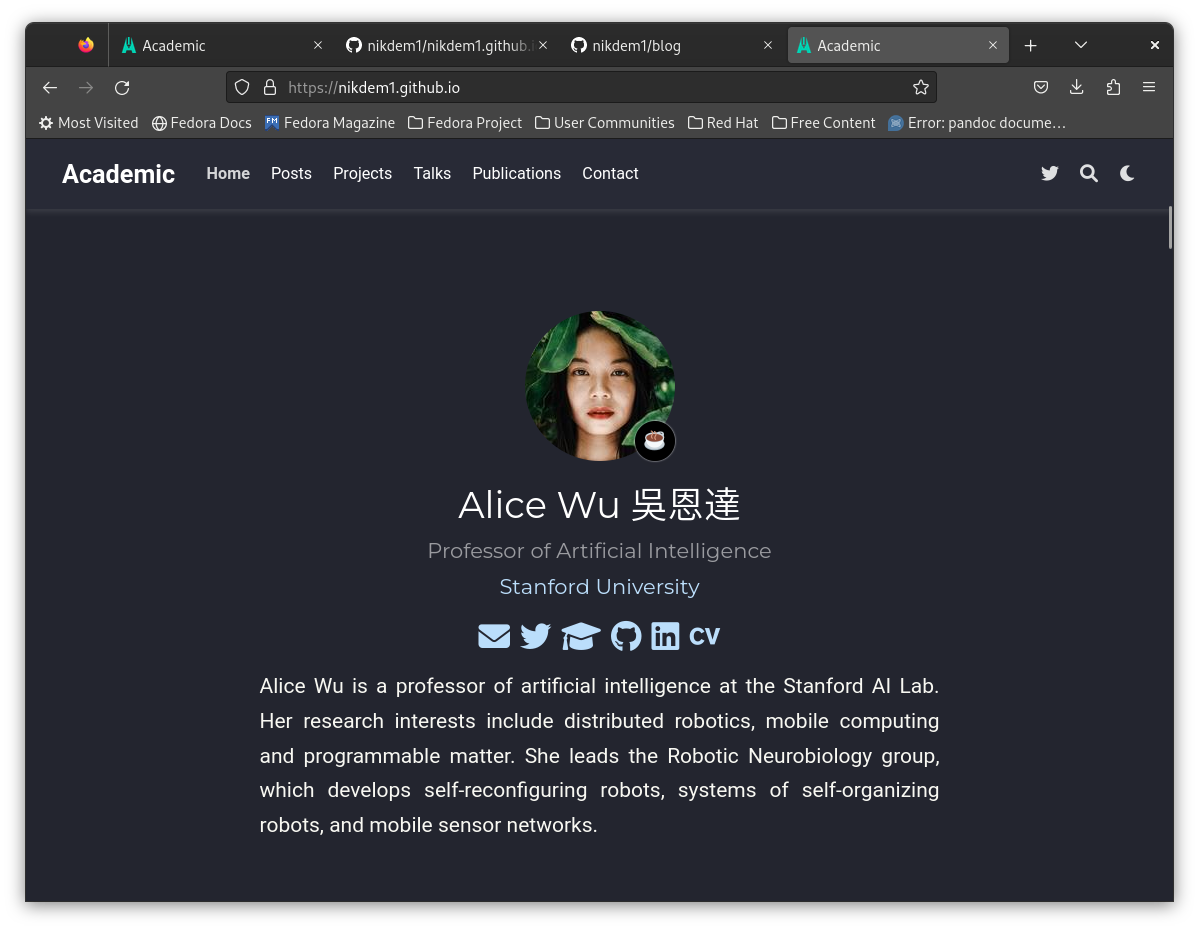 Academic
nikdem1/nikdem1.github.i
nikdem1/blog
Academic
https://nikdem1.github.io
Most Visited
Fedora Docs
FM
Fedora Magazine
Fedora Project
User Communities
Red Hat
Free Content
Error: pandoc docume…
Academic
Home
Posts
Projects
Talks
Publications
Contact
Alice Wu 吳恩達
Professor of Artificial Intelligence
Stanford University
in
CV
Alice Wu is a professor of artificial intelligence at the Stanford AI Lab.
Her research interests include distributed robotics, mobile computing
and programmable matter. She leads the Robotic Neurobiology group,
which develops self-reconfiguring robots, systems of self-organizing
robots, and mobile sensor networks.